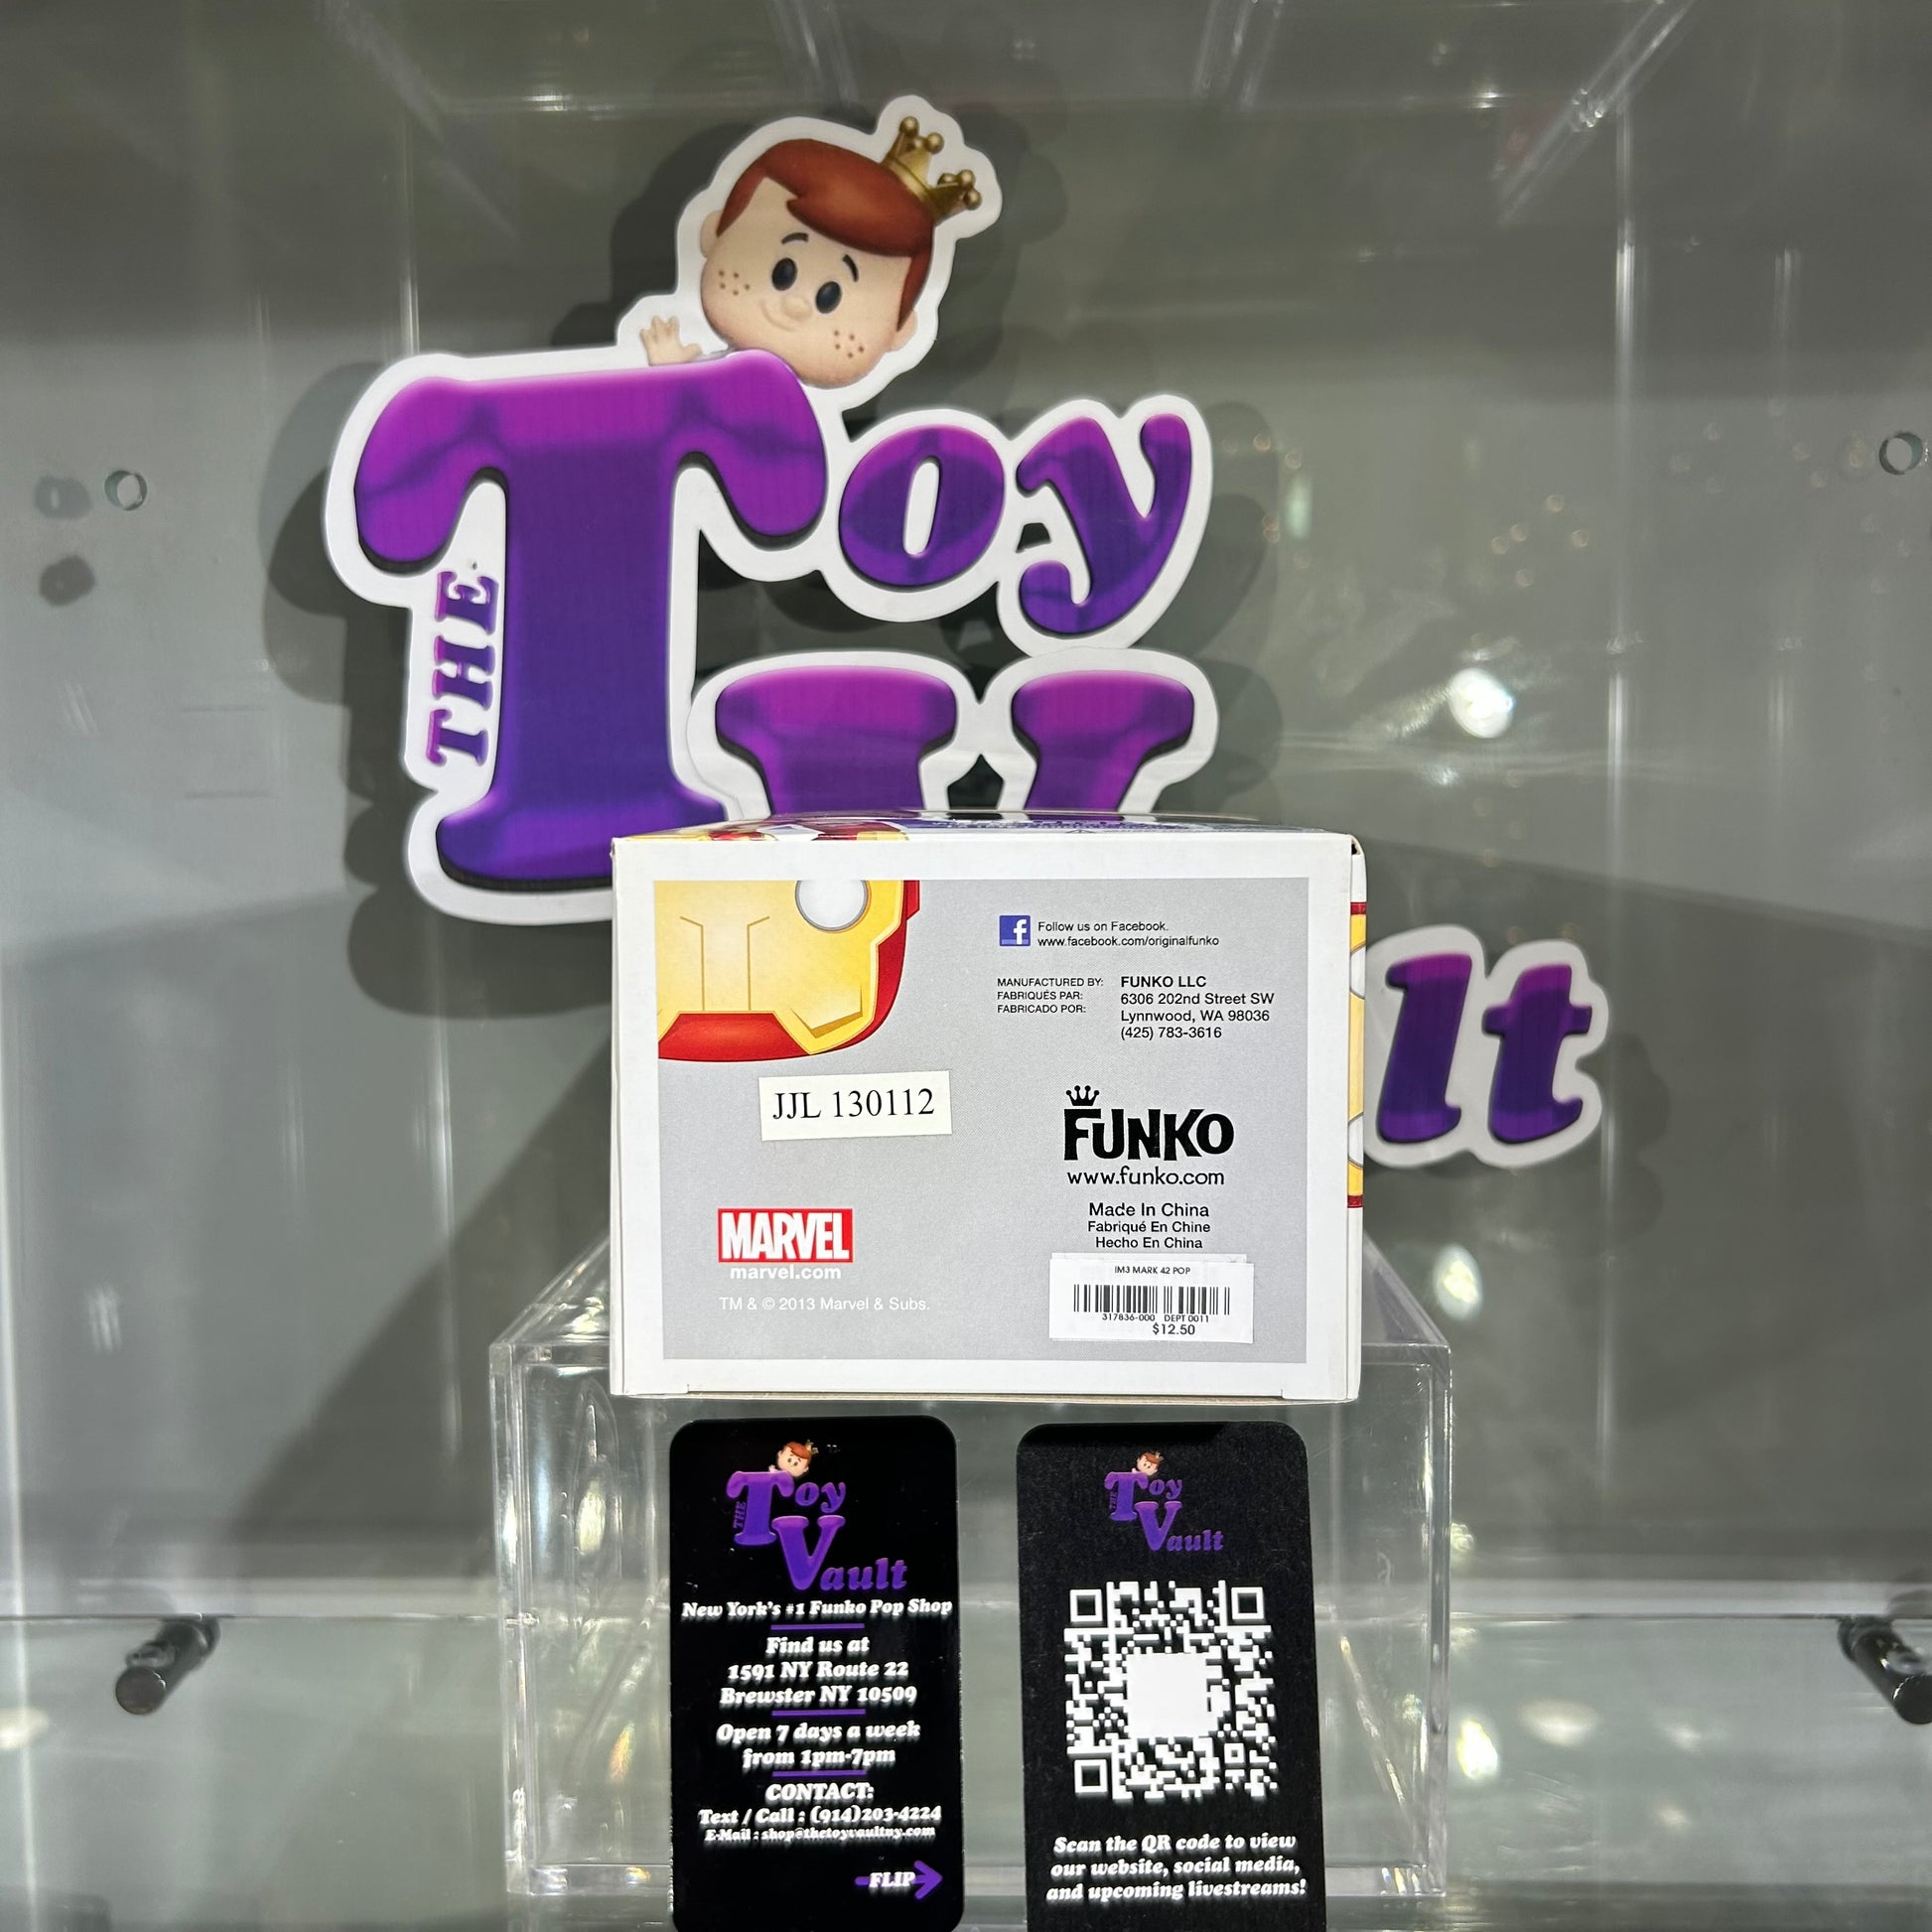 THE
Toy
V
lt
Follow us on Facebook.
www.facebook.com/originalfunko
MANUFACTURED BY:
FABRIQUÉS PAR:
FABRICADO POR:
FUNKO LLC
6306 202nd Street SW
Lynnwood, WA 98036
(425) 783-3616
JJL 130112
FUNKO
www.funko.com
Made In China
Fabriqué En Chine
Hecho En China
MARVEL
marvel.com
TM & © 2013 Marvel & Subs.
IM3 MARK 42 POP
317836-000 DEPT 0011
$12.50
THE Toy
Vault
New York's #1 Funko Pop Shop
Find us at
1591 NY Route 22
Brewster NY 10509
Open 7 days a week
from 1pm-7pm
CONTACT:
Text / Call : (914)203-4224
E-Mail : shop@thetoyvaultny.com
FLIP
THE Toy
Vault
Scan the QR code to view
our website, social media,
and upcoming livestreams!